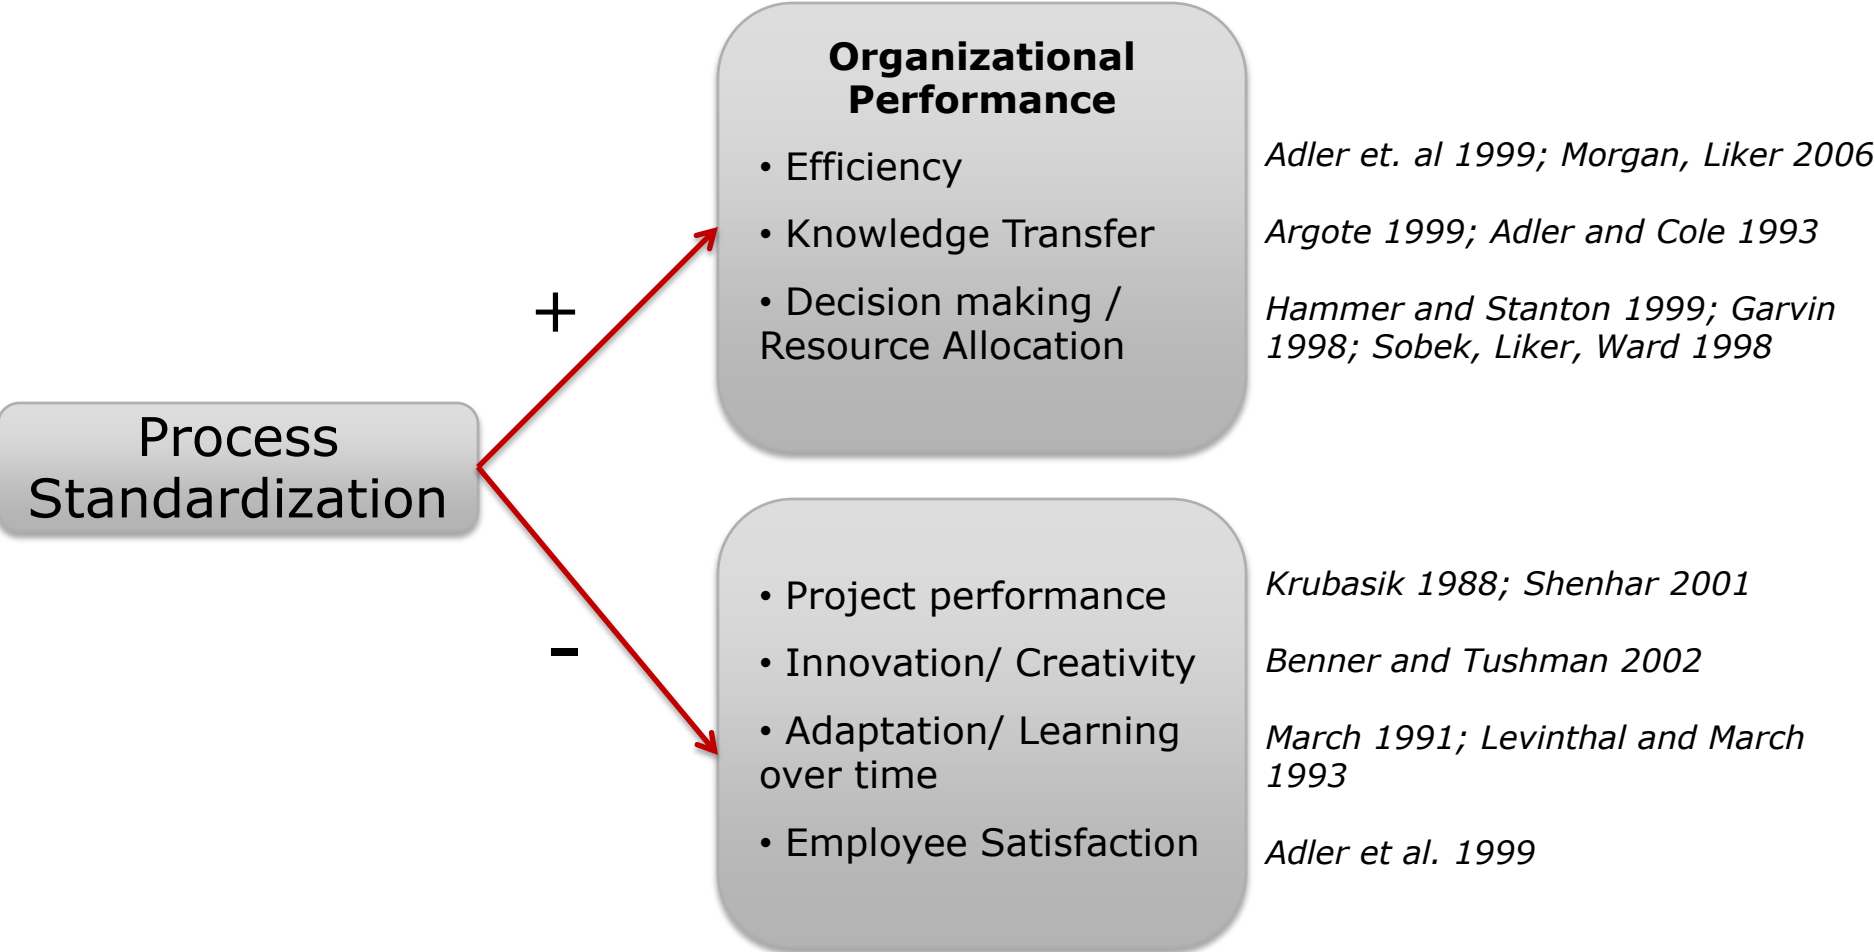 Organizational
Performance
• Efficiency
Adler et. al 1999; Morgan, Liker 2006
• Knowledge Transfer
Argote 1999; Adler and Cole 1993
• Decision making /
Resource Allocation
Hammer and Stanton 1999; Garvin
1998; Sobek, Liker, Ward 1998
+
Process
Standardization
-
• Project performance
Krubasik 1988; Shenhar 2001
• Innovation/ Creativity
Benner and Tushman 2002
• Adaptation/ Learning
over time
March 1991; Levinthal and March
1993
• Employee Satisfaction
Adler et al. 1999